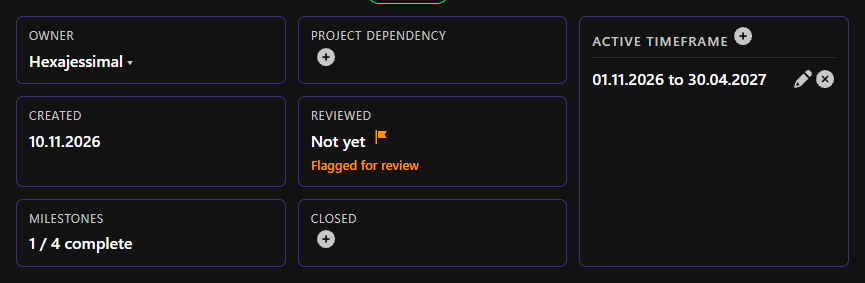 OWNER
Hexajessimal
PROJECT DEPENDENCY
ACTIVE TIMEFRAME
01.11.2026 to 30.04.2027
CREATED
10.11.2026
REVIEWED
Not yet
Flagged for review
MILESTONES
1 / 4 complete
CLOSED